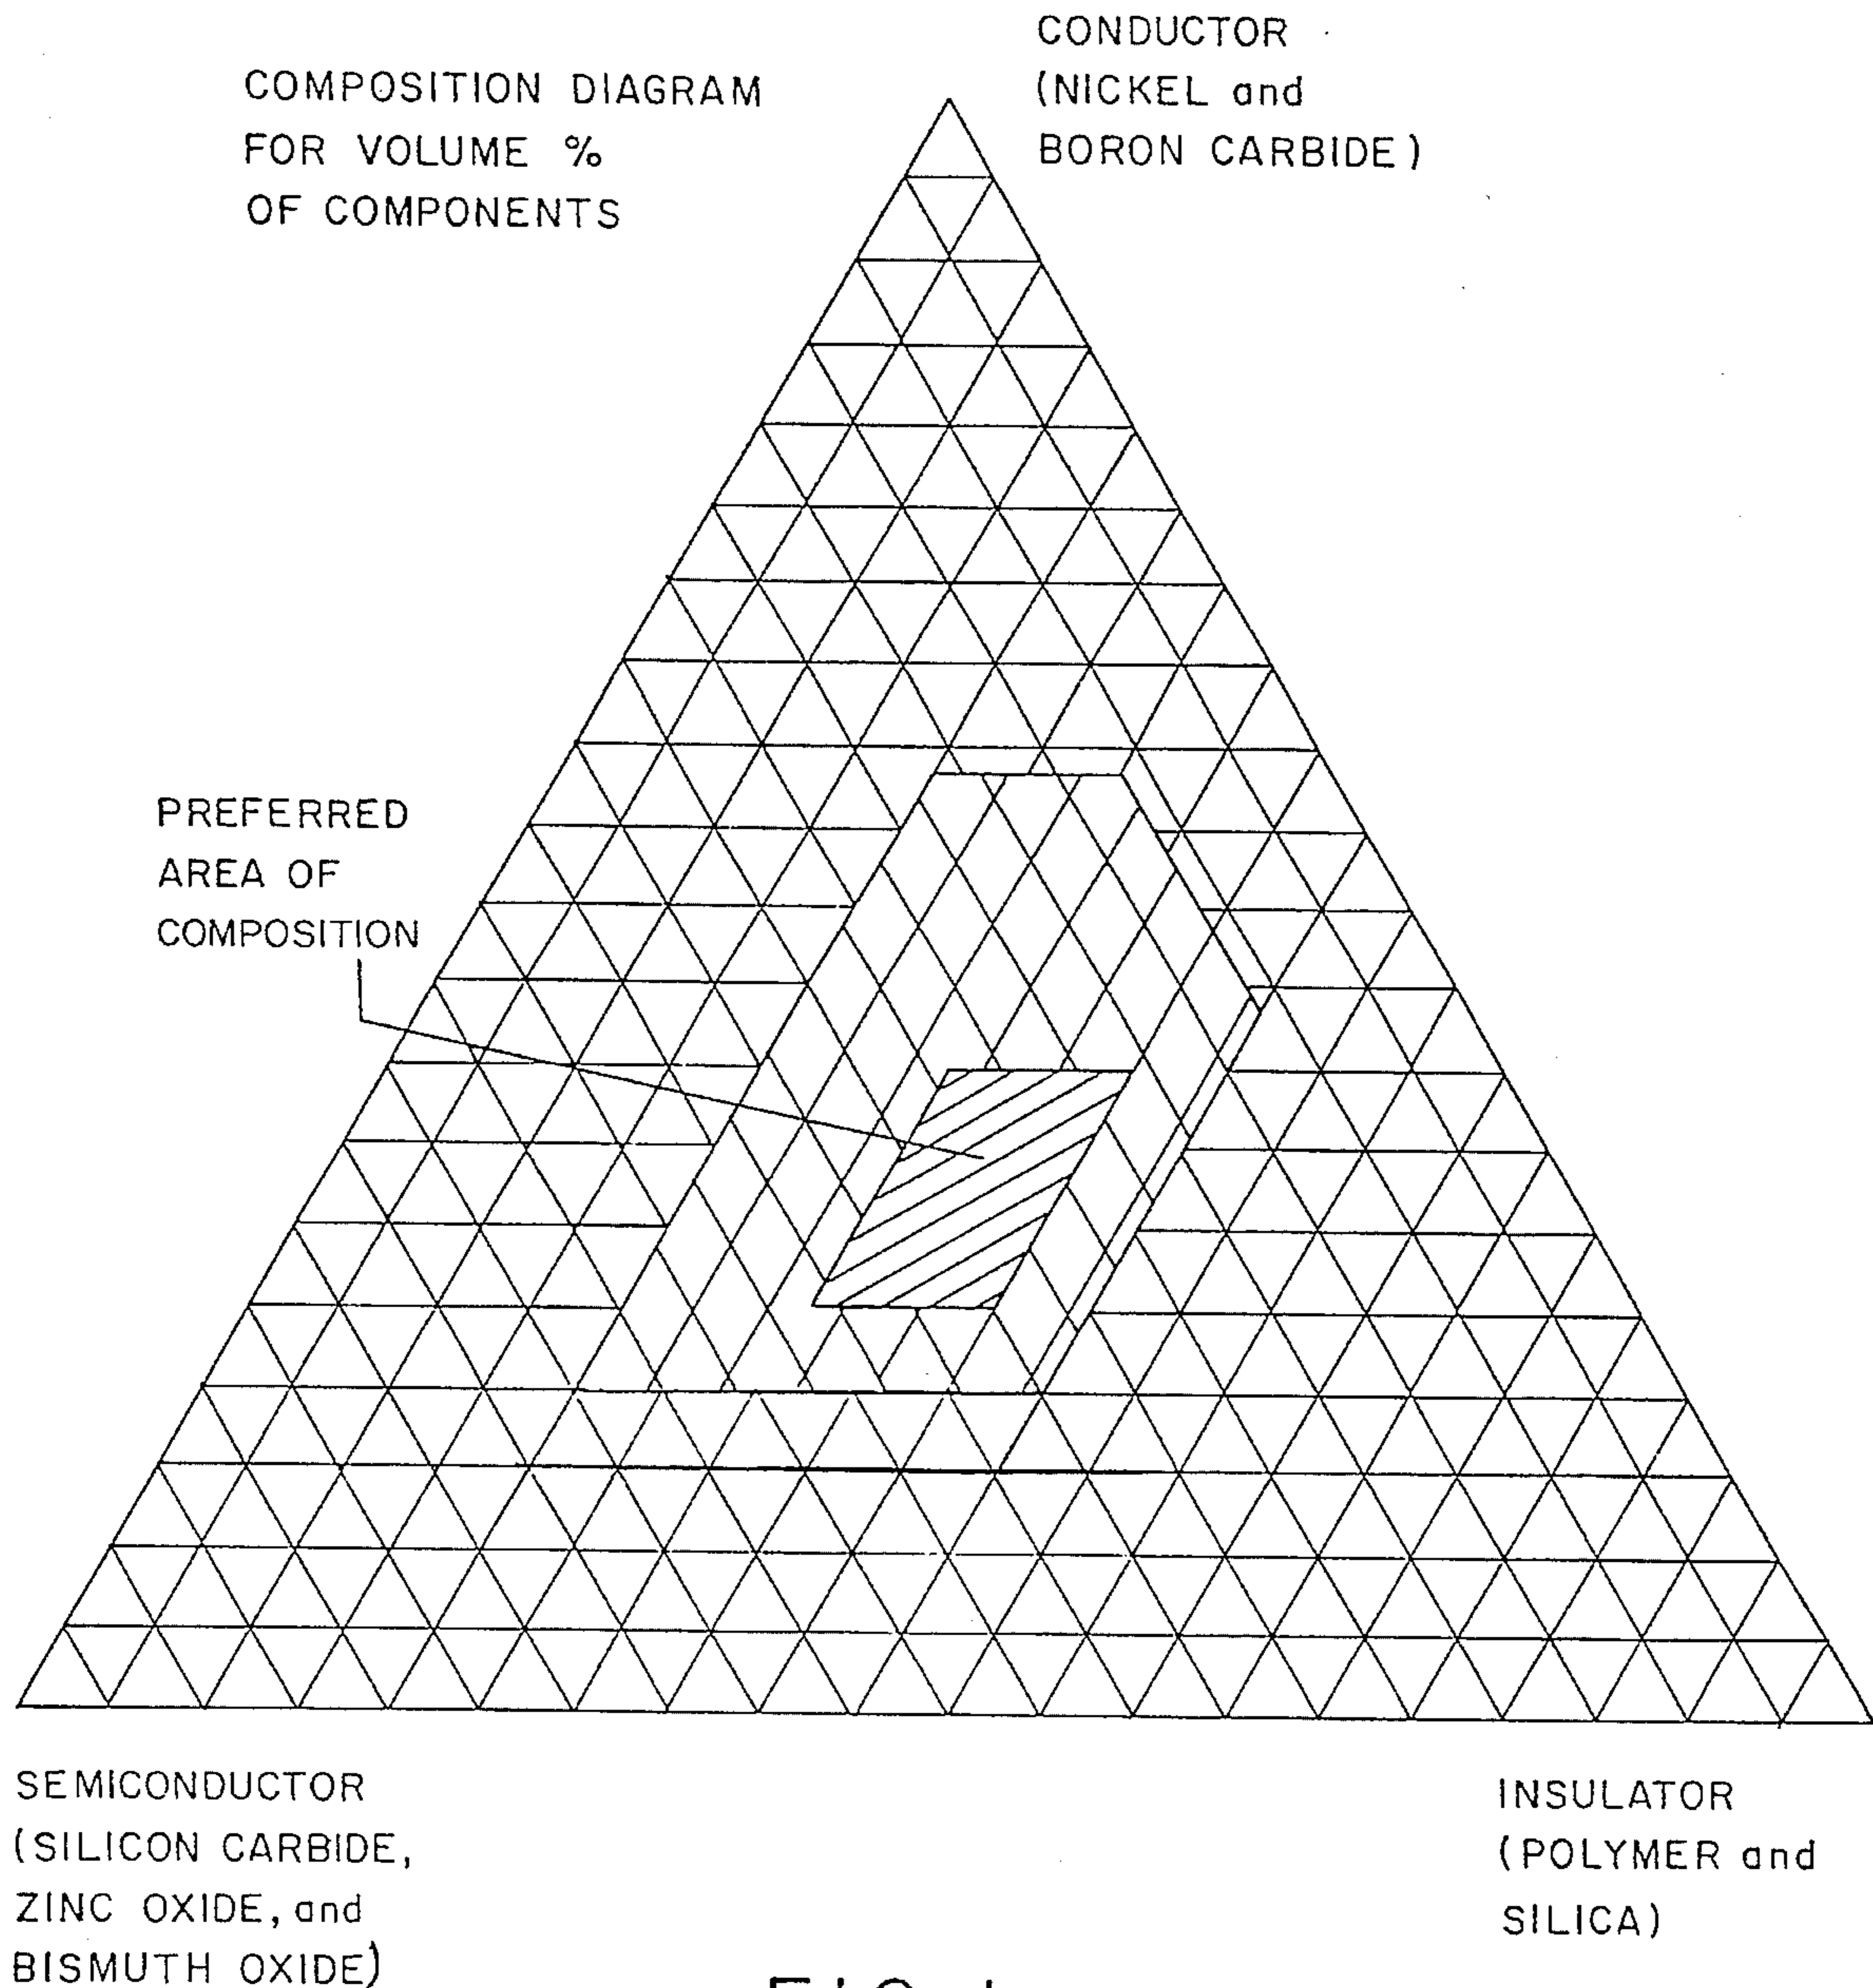 COMPOSITION DIAGRAM
FOR VOLUME %
OF COMPONENTS
CONDUCTOR
(NICKEL and
BORON CARBIDE)
PREFERRED
AREA OF
COMPOSITION
SEMICONDUCTOR
(SILICON CARBIDE,
ZINC OXIDE, and
BISMUTH OXIDE)
INSULATOR
(POLYMER and
SILICA)